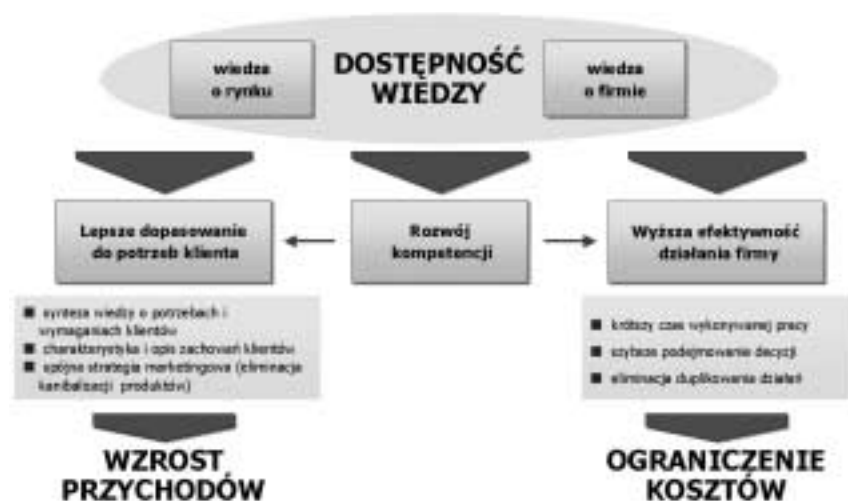 wiedza
o rynku
DOSTĘPNOŚĆ
WIEDZY
wiedza
o firmie
Lepsze dopasowanie
do potrzeb klienta
Rozwój
kompetencji
Wyższa efektywność
działania firmy
■ synteza wiedzy o potrzebach i
wymaganiach klientów
■ charakterystyka i opis zachowań klientów
■ spójna strategia marketingowa (eliminacja
kanibalizacji produktów)
■ krótszy czas wykonywanej pracy
■ szybsze podejmowanie decyzji
■ eliminacja duplikowania działań
WZROST
PRZYCHODÓW
OGRANICZENIE
KOSZTÓW